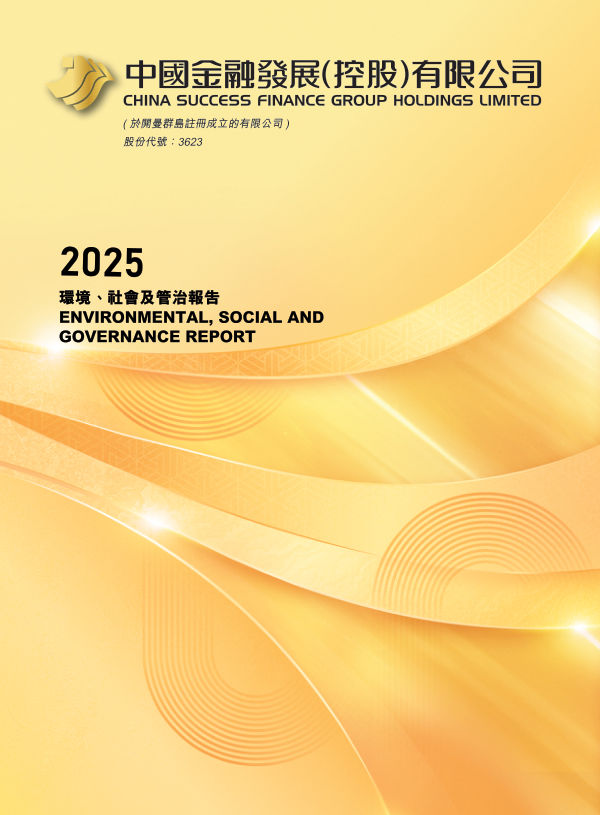 中國金融發展(控股)有限公司
CHINA SUCCESS FINANCE GROUP HOLDINGS LIMITED
(於開曼群島註冊成立的有限公司)
股份代號：3623
2025
環境、社會及管治報告
ENVIRONMENTAL, SOCIAL AND
GOVERNANCE REPORT